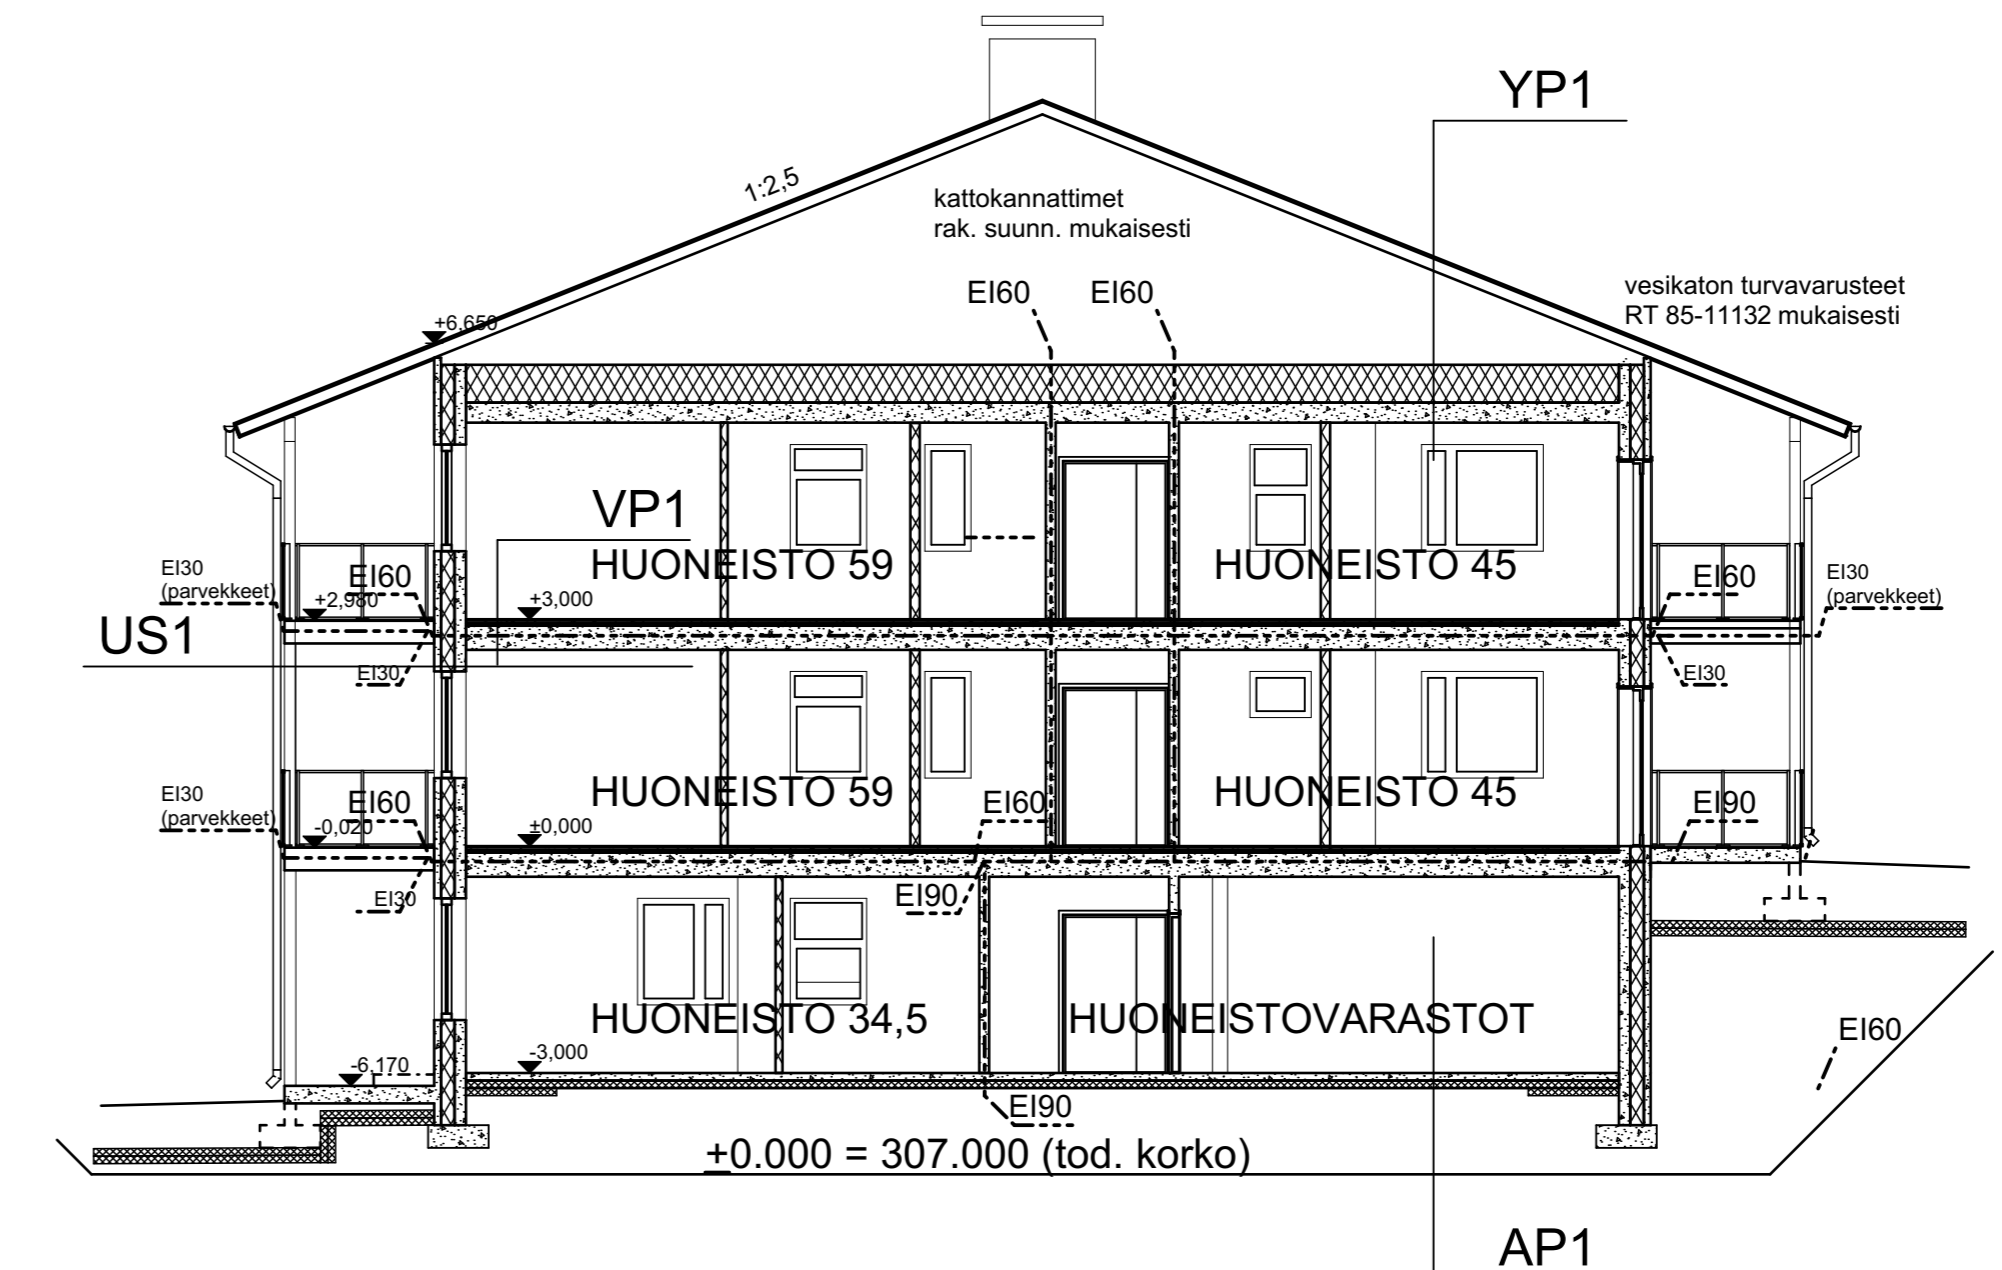 YP1
1:2,5
kattokannattimet
rak. suunn. mukaisesti
vesikaton turvavarusteet
RT 85-11132 mukaisesti
EI60
EI60
+6.650
VP1
HUONEISTO 59
HUONEISTO 45
EI30
(parvekkeet)
EI60
+2,980
+3,000
EI60
EI30
(parvekkeet)
US1
EI30
EI30
HUONEISTO 59
HUONEISTO 45
EI30
(parvekkeet)
EI60
-0,020
±0,000
EI60
EI90
EI30
EI90
HUONEISTO 34,5
HUONEISTOVARASTOT
EI60
-6,170
-3,000
EI90
±0.000 = 307.000 (tod. korko)
AP1